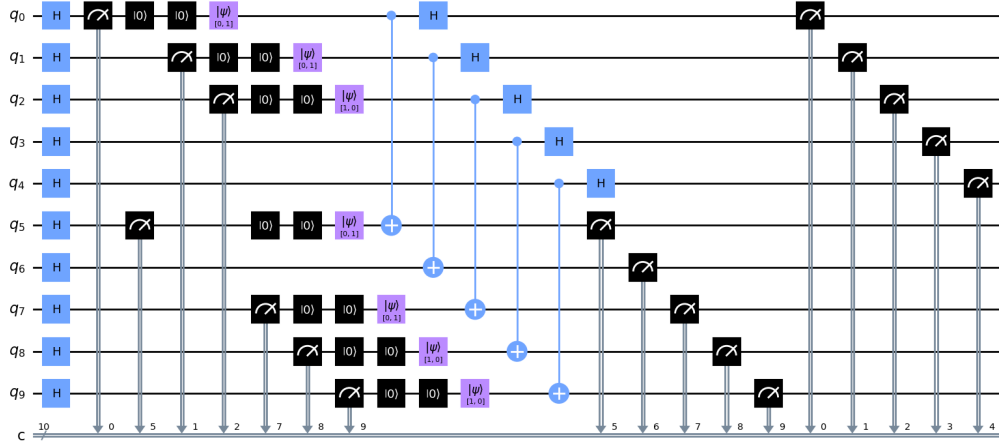 q0 H |0⟩ |0⟩ |ψ⟩ [0, 1] H
q1 H |0⟩ |0⟩ |ψ⟩ [0, 1] H
q2 H |0⟩ |0⟩ |ψ⟩ [1, 0] H
q3 H H
q4 H H
q5 H |0⟩ |0⟩ |ψ⟩ [0, 1]
q6 H
q7 H |0⟩ |0⟩ |ψ⟩ [0, 1]
q8 H |0⟩ |0⟩ |ψ⟩ [1, 0]
q9 H |0⟩ |0⟩ |ψ⟩ [1, 0]
c 10 0 5 1 2 7 8 9 5 6 7 8 9 0 1 2 3 4